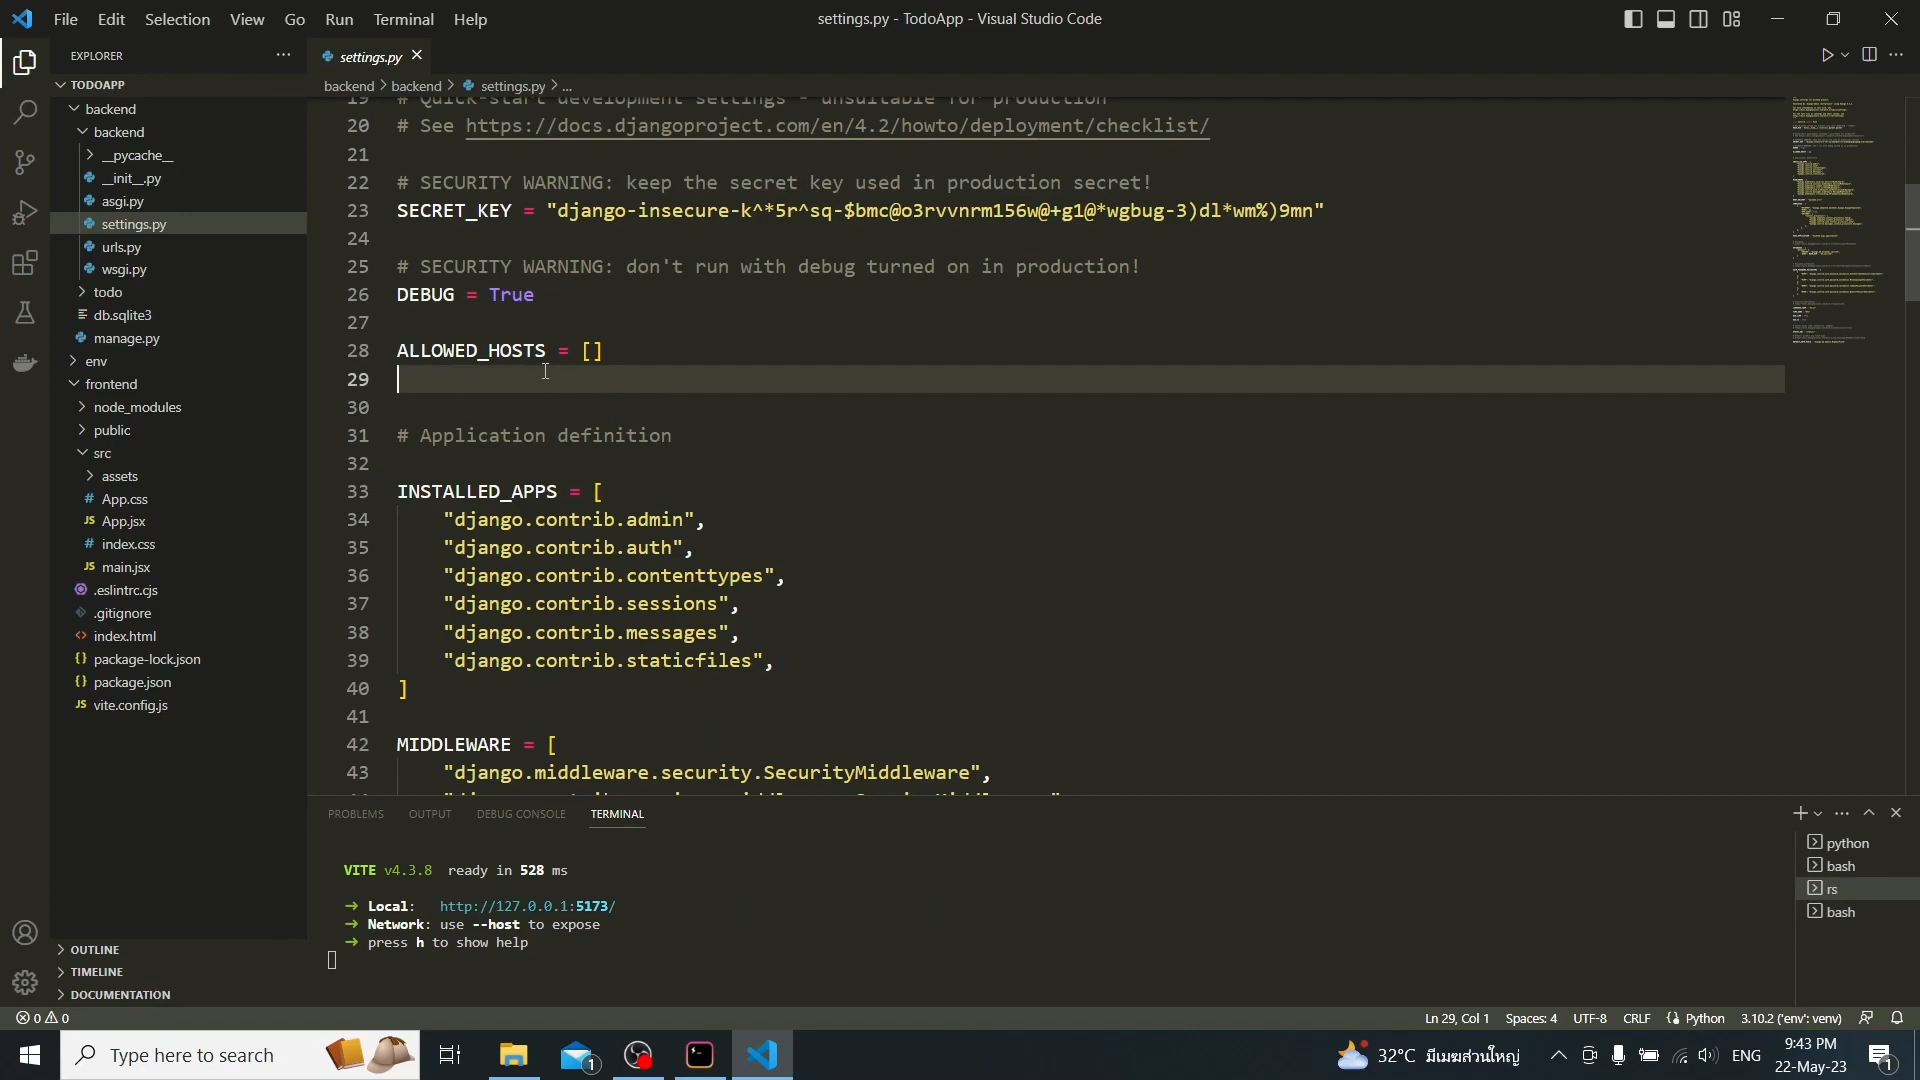 File Edit Selection View Go Run Terminal Help
settings.py - TodoApp - Visual Studio Code
EXPLORER
TODOAPP
backend
backend
__pycache__
__init__.py
asgi.py
settings.py
urls.py
wsgi.py
todo
db.sqlite3
manage.py
env
frontend
node_modules
public
src
assets
App.css
App.jsx
index.css
main.jsx
.eslintrc.cjs
.gitignore
index.html
package-lock.json
package.json
vite.config.js
OUTLINE
TIMELINE
DOCUMENTATION
settings.py
backend > backend > settings.py > ...
19 # Quick-start development settings - unsuitable for production
20 # See https://docs.djangoproject.com/en/4.2/howto/deployment/checklist/
21
22 # SECURITY WARNING: keep the secret key used in production secret!
23 SECRET_KEY = "django-insecure-k^*5r^sq-$bmc@o3rvvnrm156w@+g1@*wgbug-3)dl*wm%)9mn"
24
25 # SECURITY WARNING: don't run with debug turned on in production!
26 DEBUG = True
27
28 ALLOWED_HOSTS = []
29
30
31 # Application definition
32
33 INSTALLED_APPS = [
34 "django.contrib.admin",
35 "django.contrib.auth",
36 "django.contrib.contenttypes",
37 "django.contrib.sessions",
38 "django.contrib.messages",
39 "django.contrib.staticfiles",
40 ]
41
42 MIDDLEWARE = [
43 "django.middleware.security.SecurityMiddleware",
PROBLEMS OUTPUT DEBUG CONSOLE TERMINAL
VITE v4.3.8 ready in 528 ms
➜ Local: http://127.0.0.1:5173/
➜ Network: use --host to expose
➜ press h to show help
python
bash
rs
bash
0 0
Ln 29, Col 1 Spaces: 4 UTF-8 CRLF Python 3.10.2 ('env': venv)
Type here to search
1
32°C มีเมฆส่วนใหญ่
ENG
9:43 PM
22-May-23
1